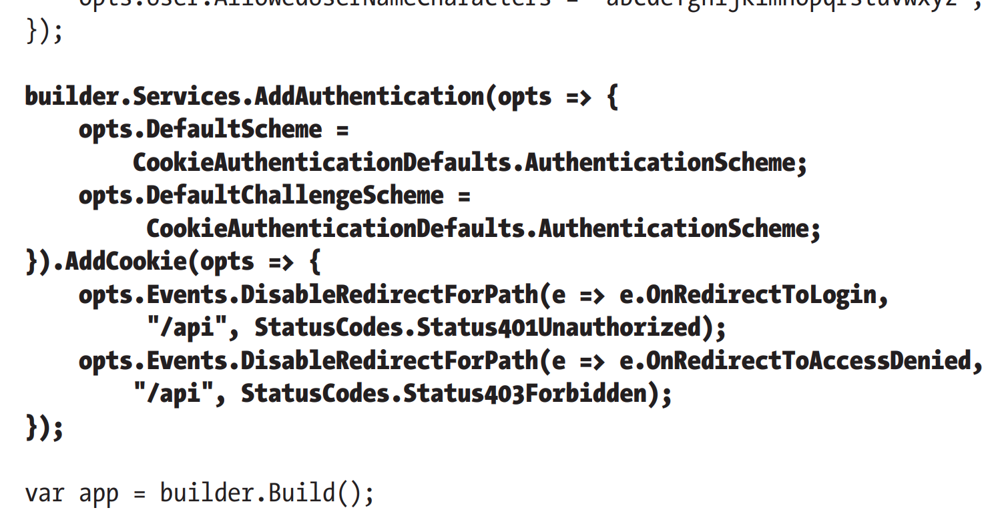 opts.User.AllowedUserNameCharacters = "abcdefghijklmnopqrstuvwxyz";
});
builder.Services.AddAuthentication(opts => {
opts.DefaultScheme =
CookieAuthenticationDefaults.AuthenticationScheme;
opts.DefaultChallengeScheme =
CookieAuthenticationDefaults.AuthenticationScheme;
}).AddCookie(opts => {
opts.Events.DisableRedirectForPath(e => e.OnRedirectToLogin,
"/api", StatusCodes.Status401Unauthorized);
opts.Events.DisableRedirectForPath(e => e.OnRedirectToAccessDenied,
"/api", StatusCodes.Status403Forbidden);
});
var app = builder.Build();